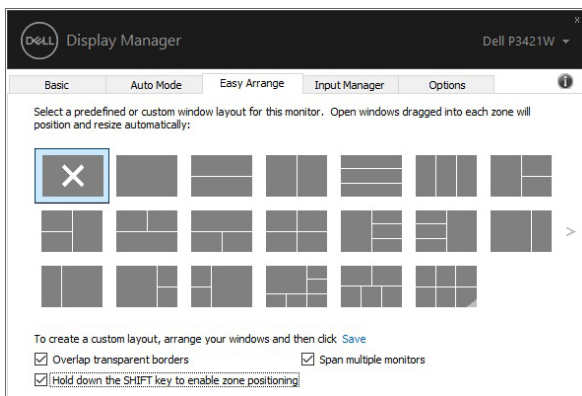 x
DELL Display Manager
Dell P3421W
Basic Auto Mode Easy Arrange Input Manager Options
Select a predefined or custom window layout for this monitor. Open windows dragged into each zone will
position and resize automatically:
To create a custom layout, arrange your windows and then click Save
Overlap transparent borders Span multiple monitors
Hold down the SHIFT key to enable zone positioning